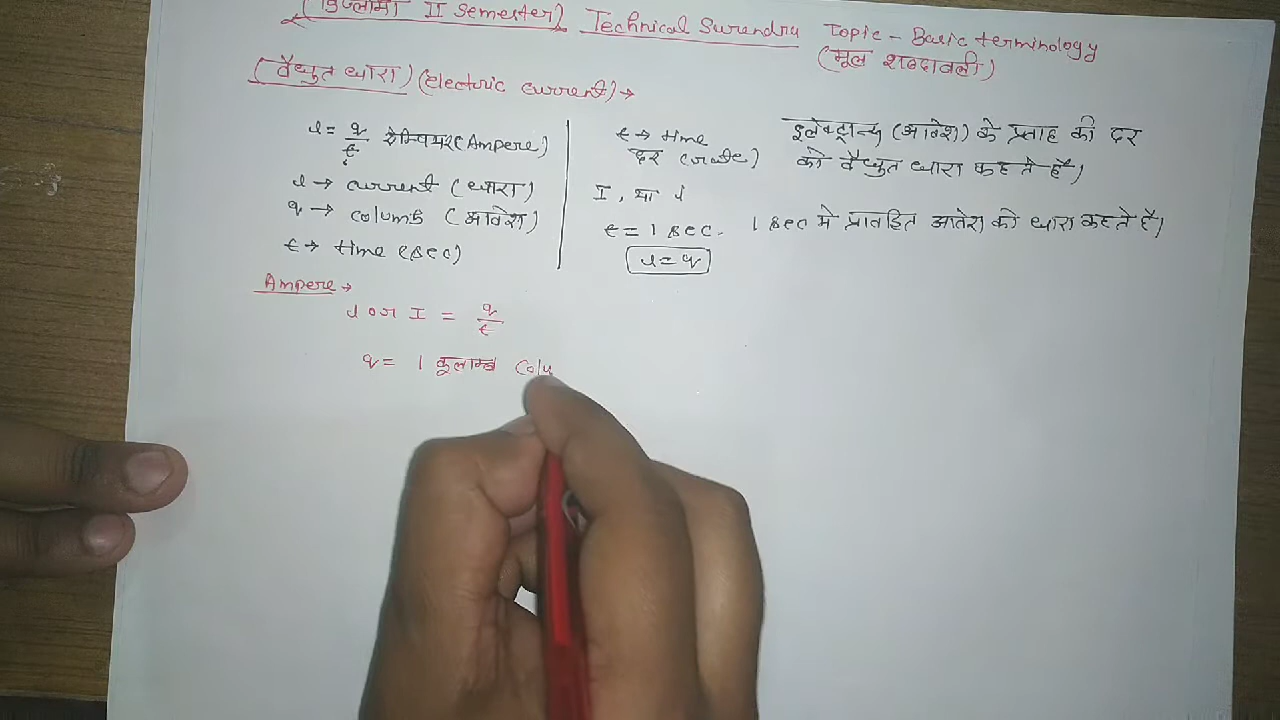 (डिप्लोमा II Semester) Technical Surendra Topic - Basic terminology
(मूल शब्दावली)
(वैधुत धारा) (electric current) →
i = q/t ऐम्पियर (Ampere)
i → current (धारा)
q → columb (आवेश)
t → time (sec)
t → time
दर (rate)
I, या i
t = 1 sec.
i = q
इलेक्ट्रान्स (आवेश) के प्रवाह की दर
को वैधुत धारा कहते है।
1 sec मे प्रावहित आवेश को धारा कहते है।
Ampere →
i or I = q/t
q = 1 कूलाम्ब Colu